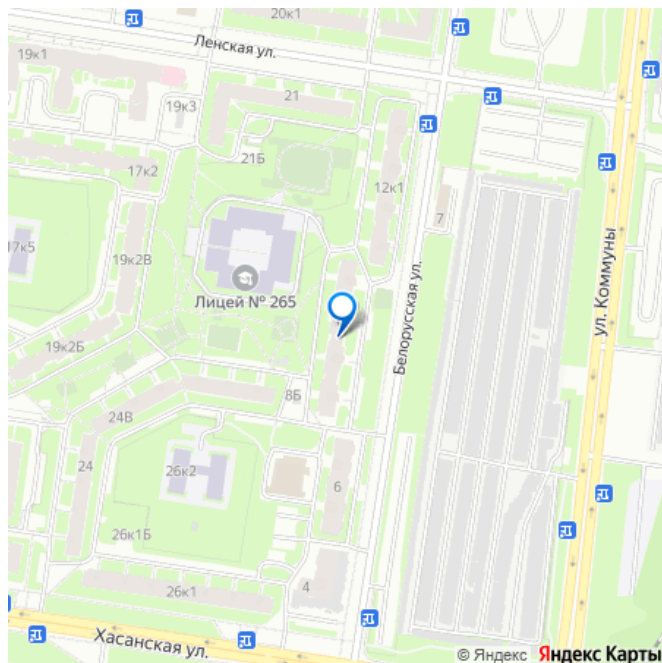 20к1
Ленская ул.
19к1
21
19к3
21Б
17к2
12к1
7
17к5
19к2В
ул. Коммуны
Белорусская ул.
Лицей № 265
19к2Б
8Б
24В
24
26к2
6
26к1Б
4
26к1
Хасанская ул.
© Яндекс Яндекс Карты